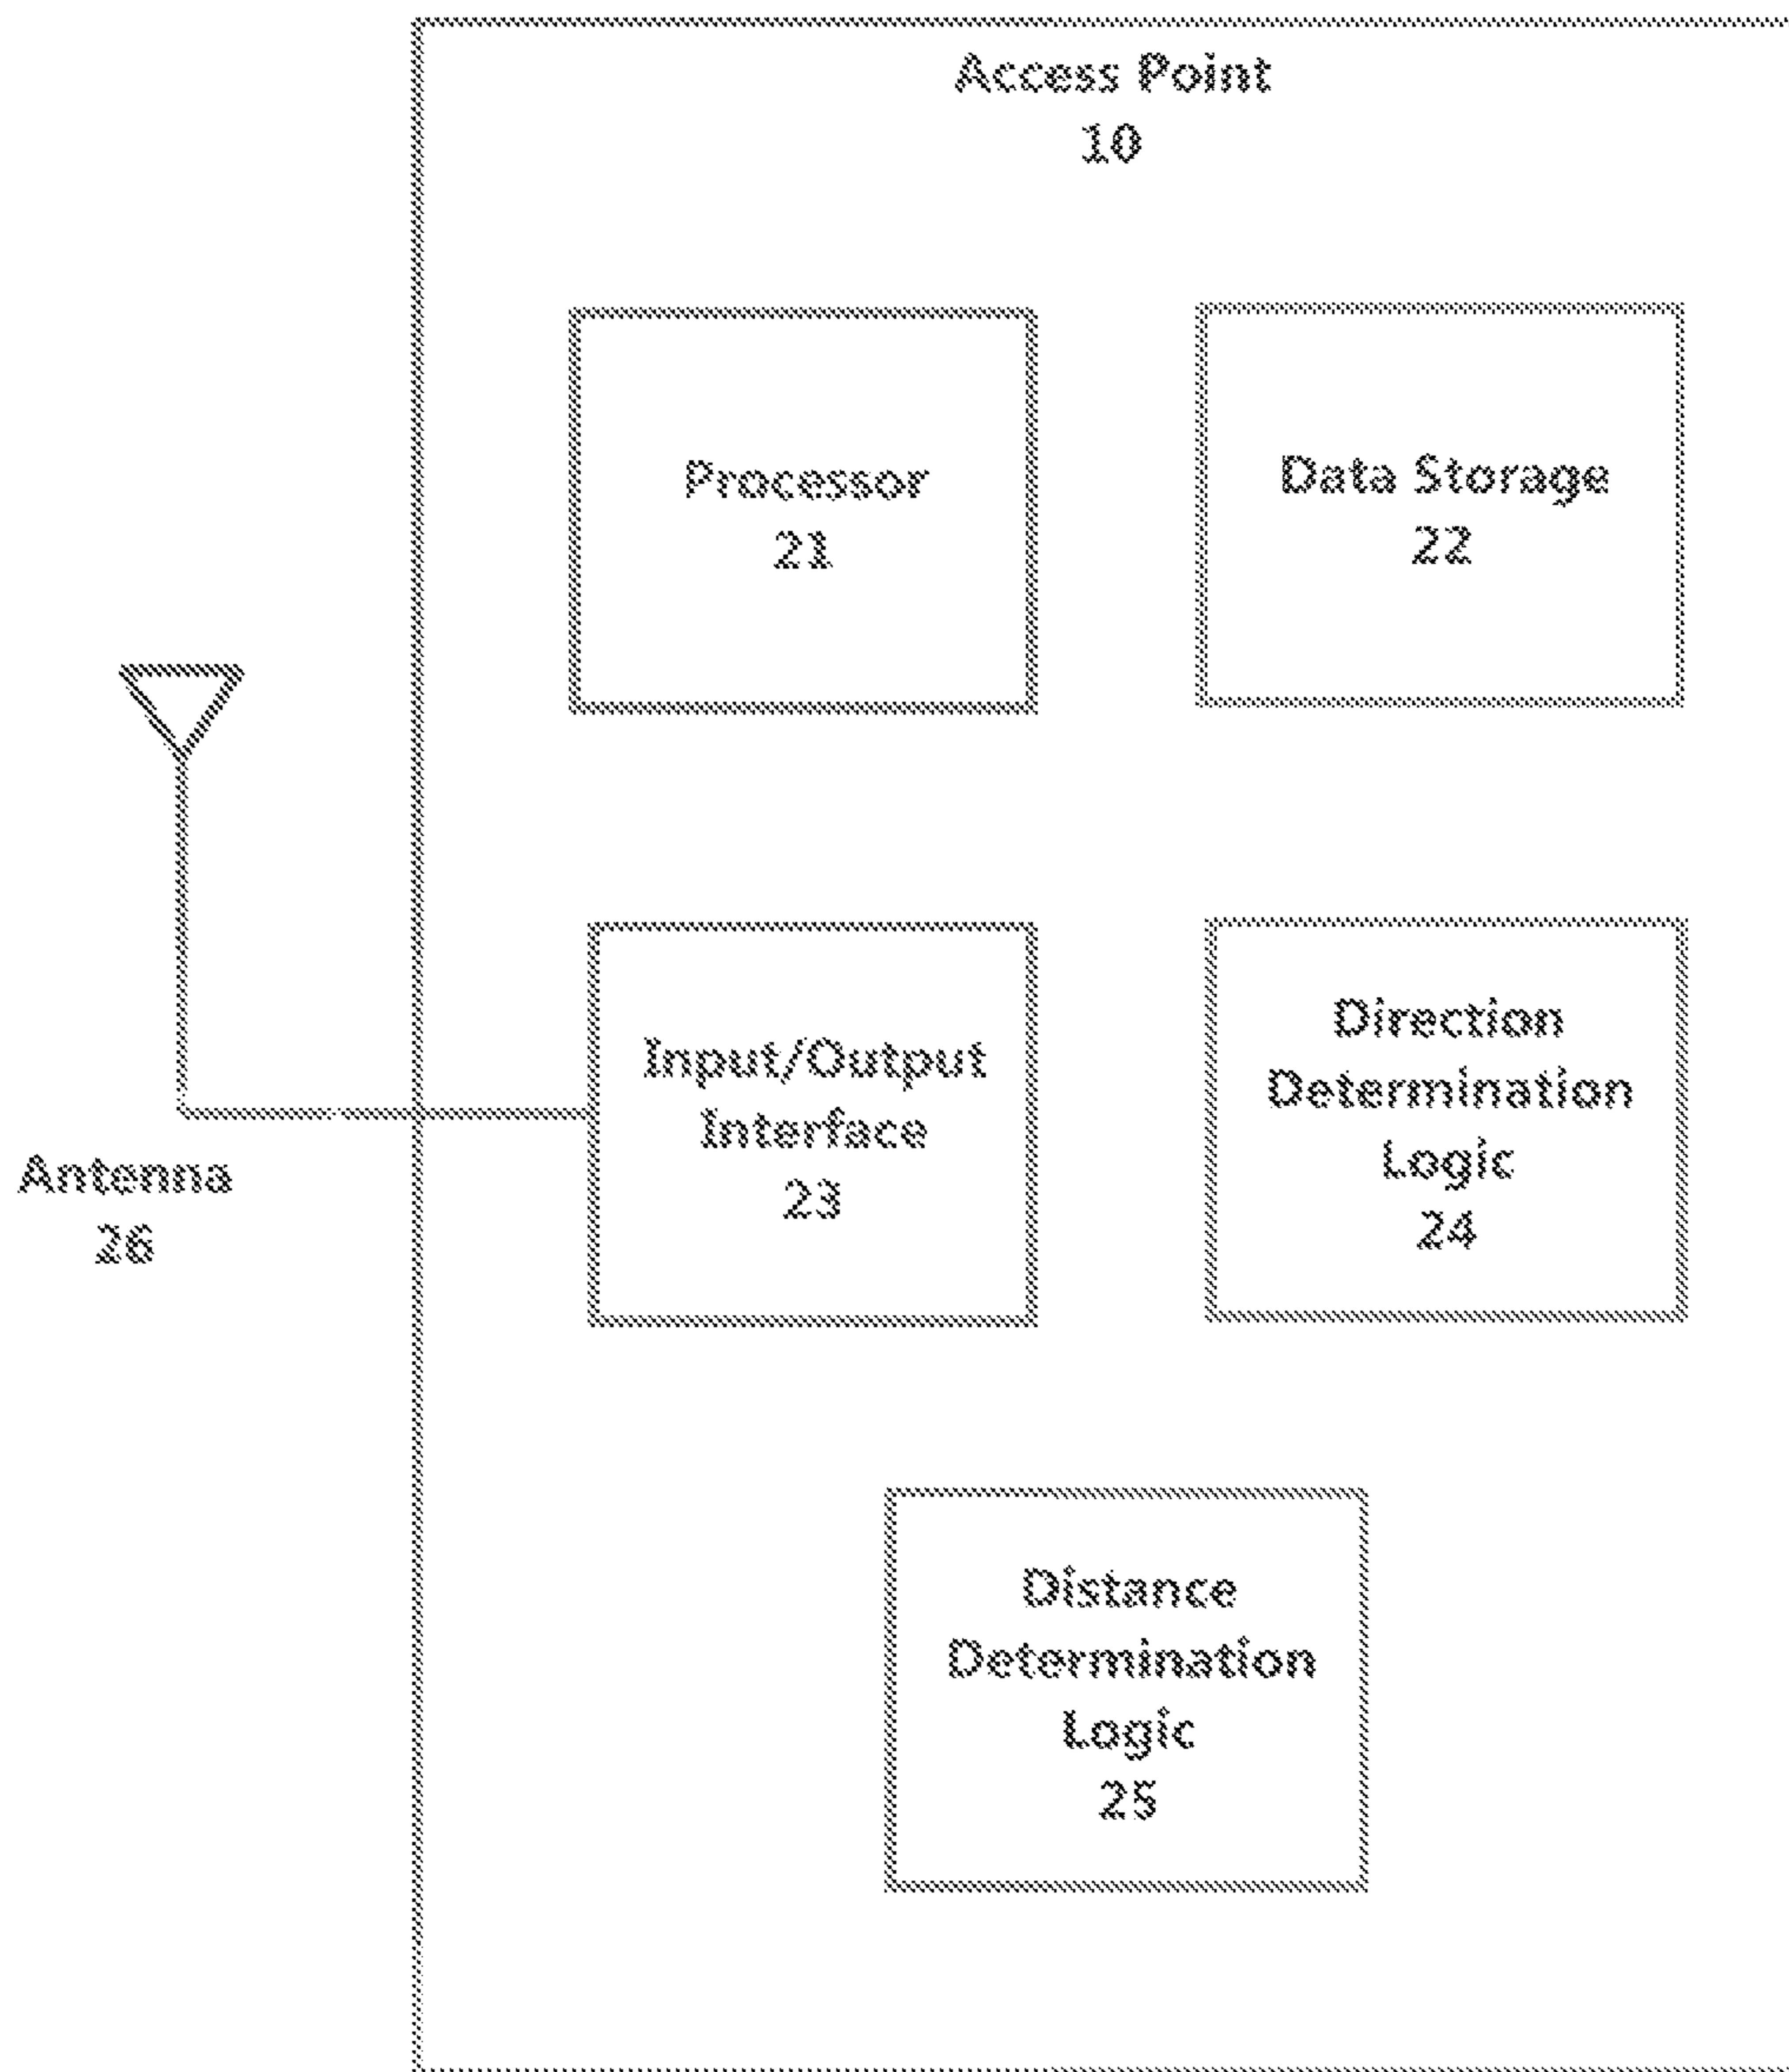 Access Point
10
Processor
21
Data Storage
22
Input/Output
Interface
23
Direction
Determination
Logic
24
Antenna
26
Distance
Determination
Logic
25